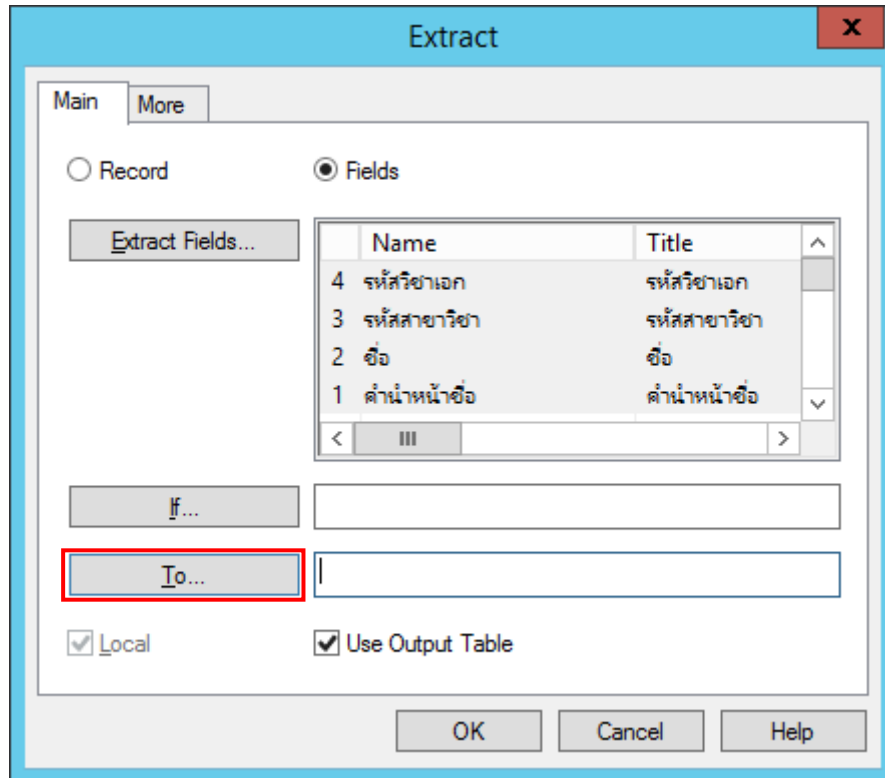 Extract
x
Main More
Record Fields
Extract Fields...
Name Title
4 รหัสวิชาเอก รหัสวิชาเอก
3 รหัสสาขาวิชา รหัสสาขาวิชา
2 ชื่อ ชื่อ
1 คำนำหน้าชื่อ คำนำหน้าชื่อ
If...
To...
Local Use Output Table
OK Cancel Help